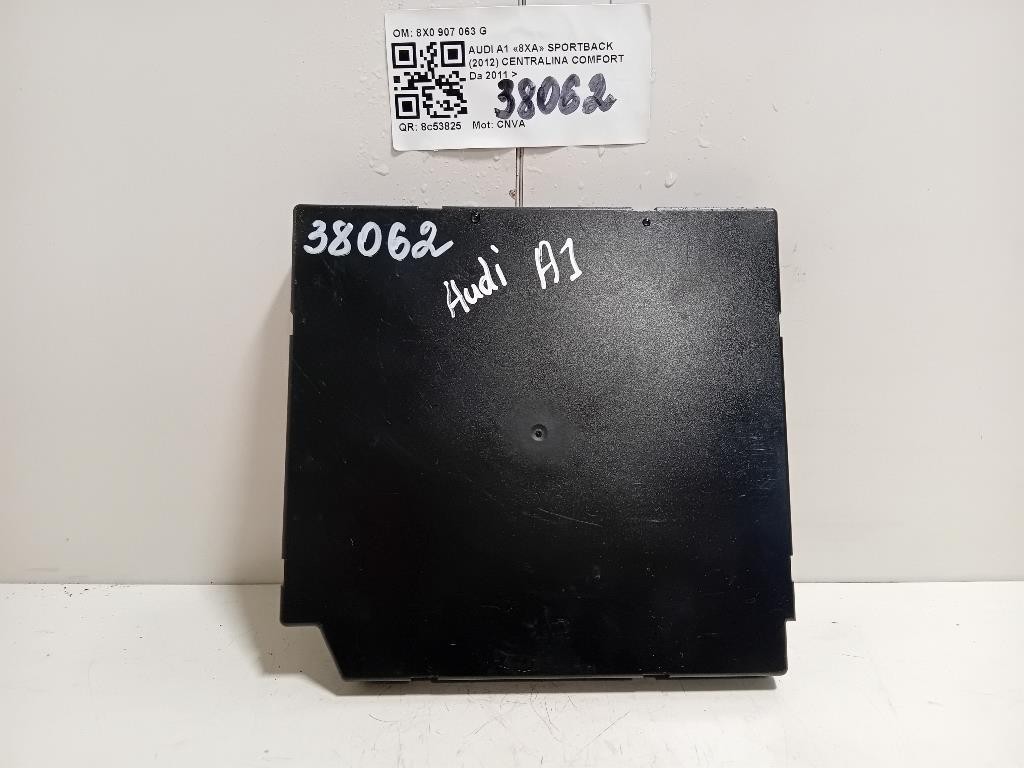 OM: 8X0 907 063 G
AUDI A1 «8XA» SPORTBACK
(2012) CENTRALINA COMFORT
Da 2011 >
38062
QR: 8c53825 Mot: CNVA
38062
Audi A1